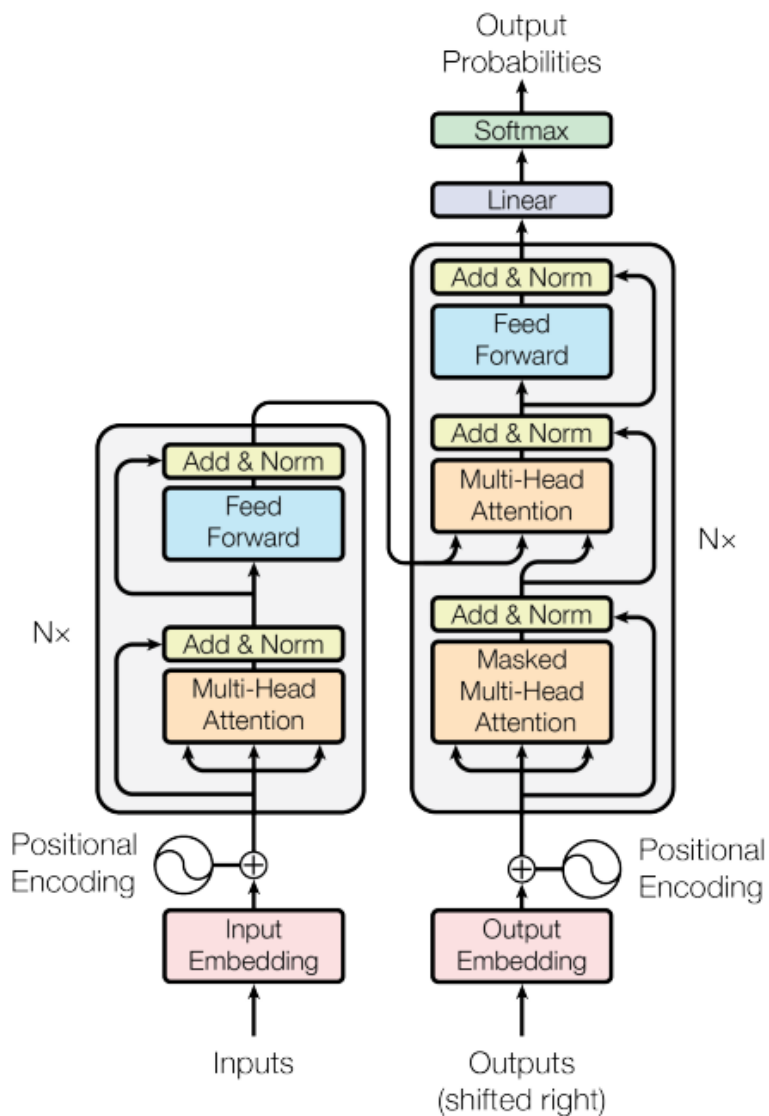 Output
Probabilities
Softmax
Linear
Add & Norm
Feed
Forward
Add & Norm
Multi-Head
Attention
Nx
Add & Norm
Masked
Multi-Head
Attention
Positional
Encoding
Output
Embedding
Outputs
(shifted right)
Add & Norm
Feed
Forward
Nx
Add & Norm
Multi-Head
Attention
Positional
Encoding
Input
Embedding
Inputs